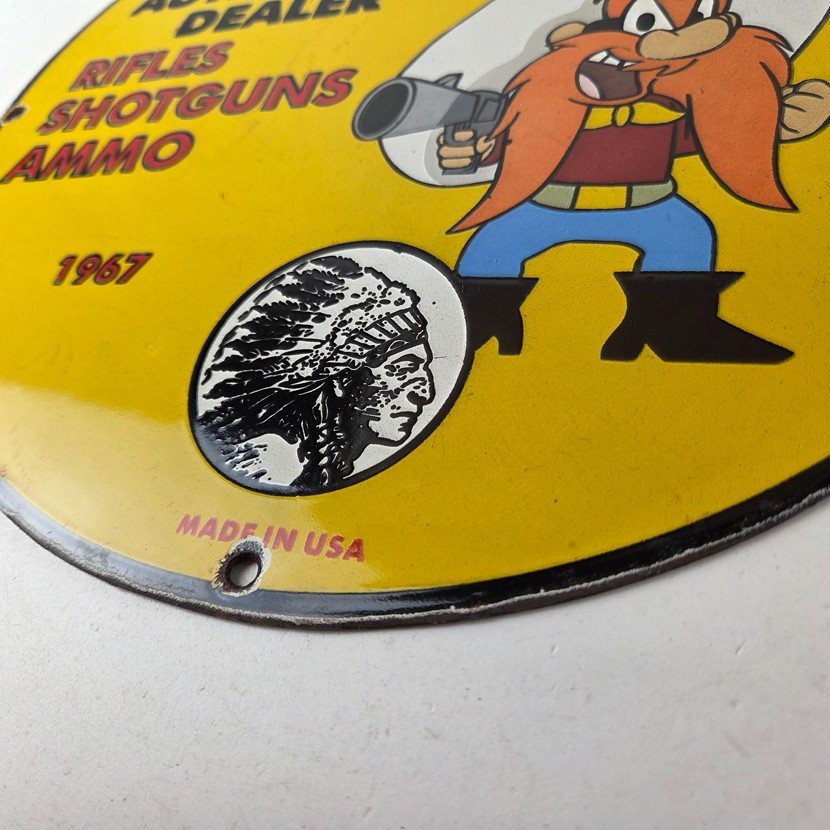 DEALER
RIFLES
SHOTGUNS
AMMO
1967
MADE IN USA